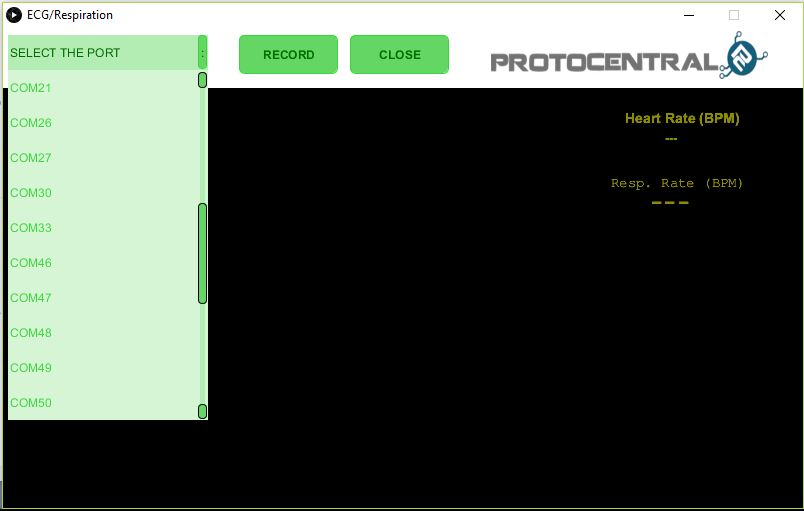 ECG/Respiration
SELECT THE PORT
:
RECORD
CLOSE
PROTOCENTRAL
COM21
COM26
COM27
COM30
COM33
COM46
COM47
COM48
COM49
COM50
Heart Rate (BPM)
---
Resp. Rate (BPM)
---